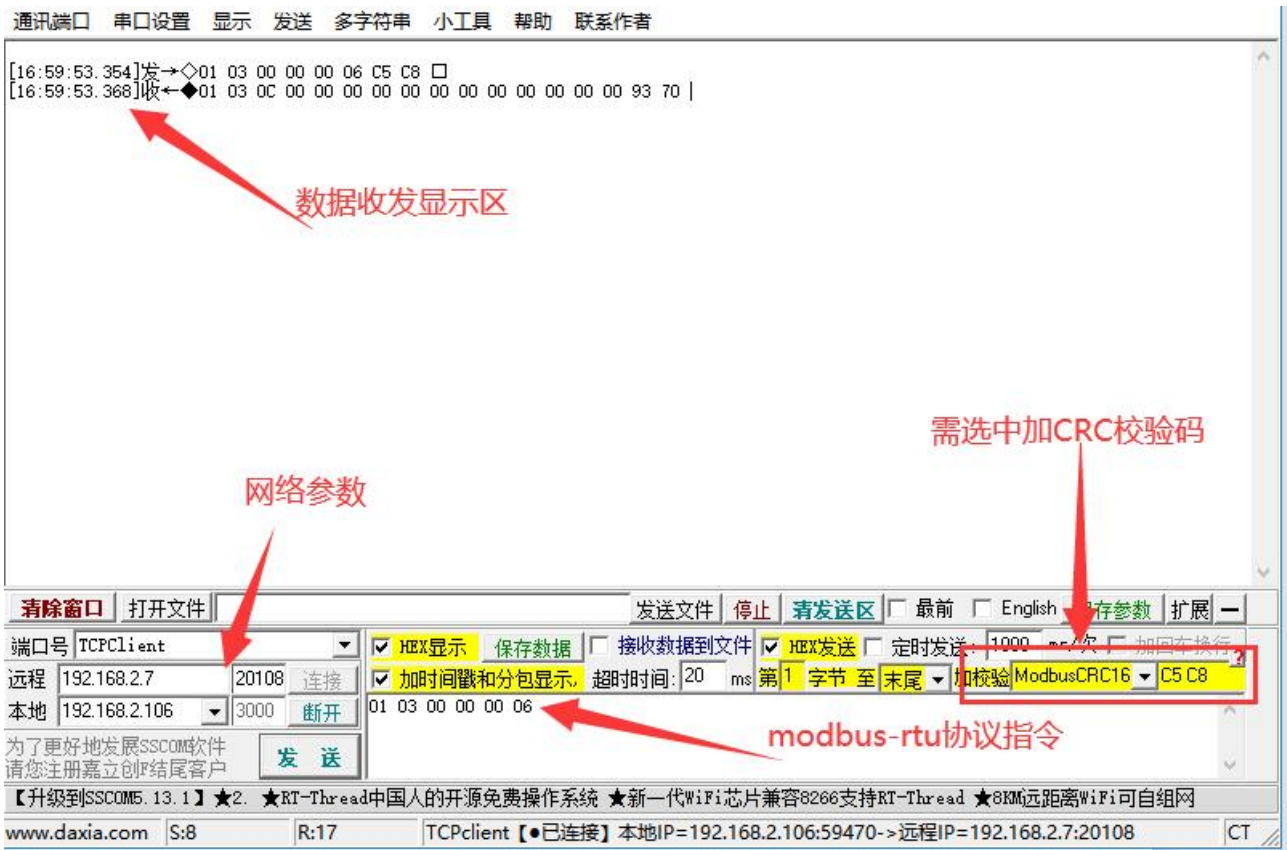 通讯端口 串口设置 显示 发送 多字符串 小工具 帮助 联系作者
[16:59:53.354]发→◇01 03 00 00 00 06 C5 C8 □
[16:59:53.368]收←◆01 03 0C 00 00 00 00 00 00 00 00 00 00 00 00 93 70
数据收发显示区
需选中加CRC校验码
网络参数
清除窗口 打开文件 发送文件 停止 清发送区 最前 English 存参数 扩展 —
端口号 TCPClient HEX显示 保存数据 接收数据到文件 HEX发送 定时发送: 1000 ms/次 加回车换行
远程 192.168.2.7 20108 连接 加时间戳和分包显示, 超时时间: 20 ms 第 1 字节 至 末尾 加校验 ModbusCRC16 C5 C8 ?
本地 192.168.2.106 3000 断开 01 03 00 00 00 06
modbus-rtu协议指令
为了更好地发展SSCOM软件
请您注册嘉立创F结尾客户
发 送
【升级到SSCOM5.13.1】★2. ★RT-Thread中国人的开源免费操作系统 ★新一代WiFi芯片兼容8266支持RT-Thread ★8KM远距离WiFi可自组网
www.daxia.com S:8 R:17 TCPclient【●已连接】本地IP=192.168.2.106:59470->远程IP=192.168.2.7:20108 CT